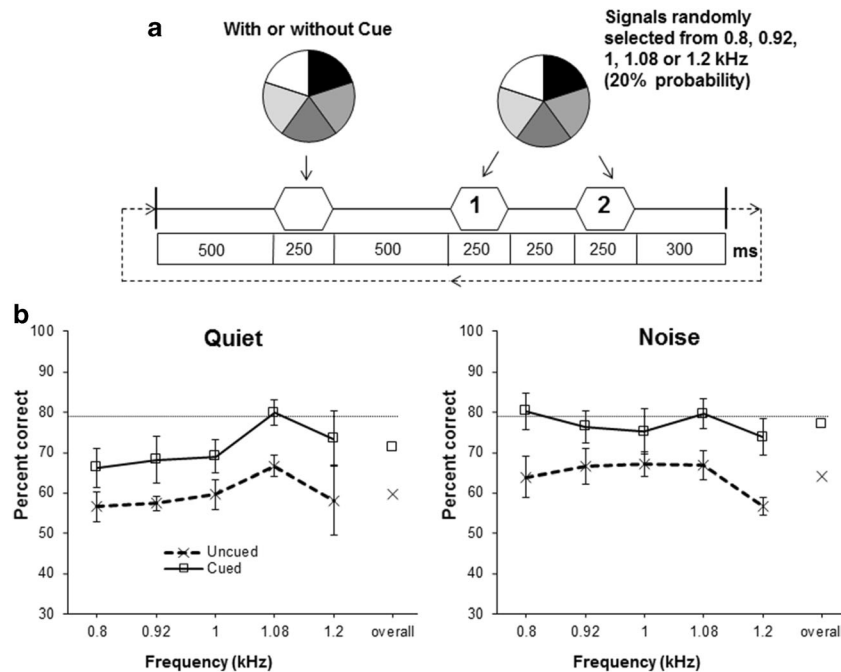 a
With or without Cue
Signals randomly
selected from 0.8, 0.92,
1, 1.08 or 1.2 kHz
(20% probability)
1
2
500
250
500
250
250
250
300
ms
b
Quiet
Percent correct
100
90
80
70
60
50
40
30
Uncued
Cued
0.8
0.92
1
1.08
1.2
overall
Frequency (kHz)
Noise
Percent correct
100
90
80
70
60
50
40
30
0.8
0.92
1
1.08
1.2
overall
Frequency (kHz)